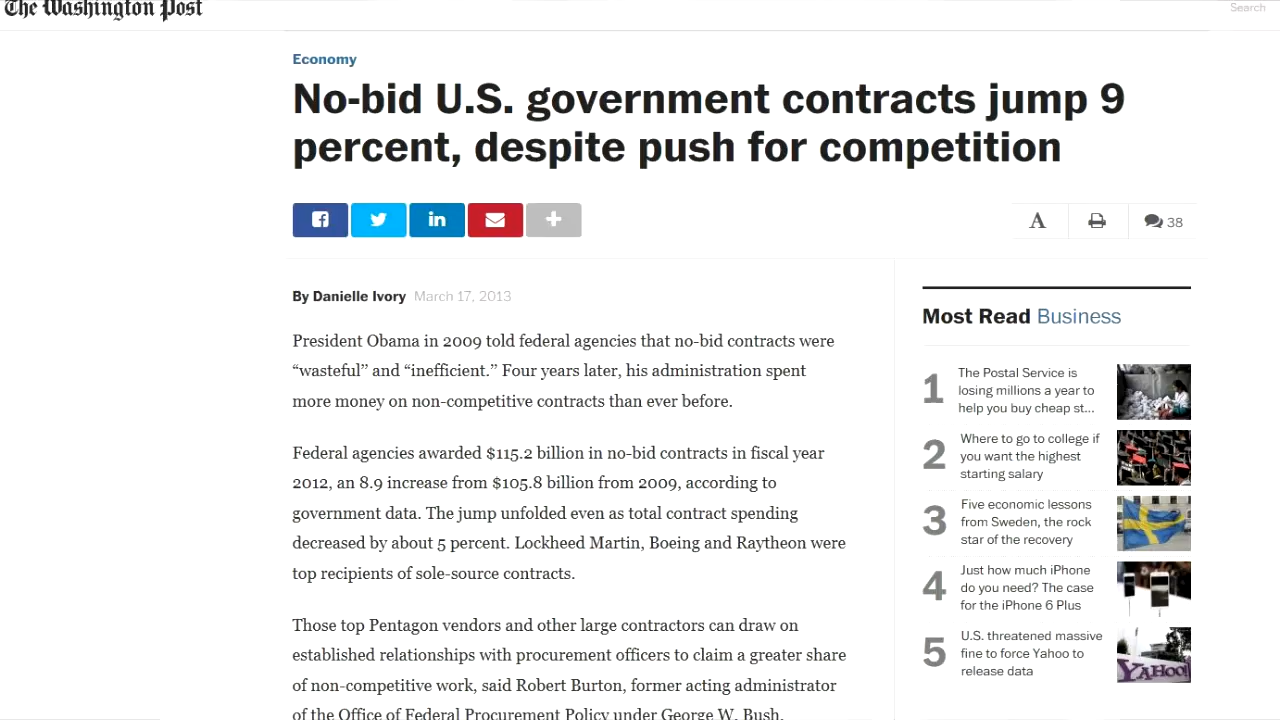 The Washington Post
Search
Economy
No-bid U.S. government contracts jump 9
percent, despite push for competition
38
By Danielle Ivory March 17, 2013
President Obama in 2009 told federal agencies that no-bid contracts were
“wasteful” and “inefficient.” Four years later, his administration spent
more money on non-competitive contracts than ever before.
Federal agencies awarded $115.2 billion in no-bid contracts in fiscal year
2012, an 8.9 increase from $105.8 billion from 2009, according to
government data. The jump unfolded even as total contract spending
decreased by about 5 percent. Lockheed Martin, Boeing and Raytheon were
top recipients of sole-source contracts.
Those top Pentagon vendors and other large contractors can draw on
established relationships with procurement officers to claim a greater share
of non-competitive work, said Robert Burton, former acting administrator
of the Office of Federal Procurement Policy under George W. Bush.
Most Read Business
1
The Postal Service is
losing millions a year to
help you buy cheap st...
2
Where to go to college if
you want the highest
starting salary
3
Five economic lessons
from Sweden, the rock
star of the recovery
4
Just how much iPhone
do you need? The case
for the iPhone 6 Plus
5
U.S. threatened massive
fine to force Yahoo to
release data
YAHOO!